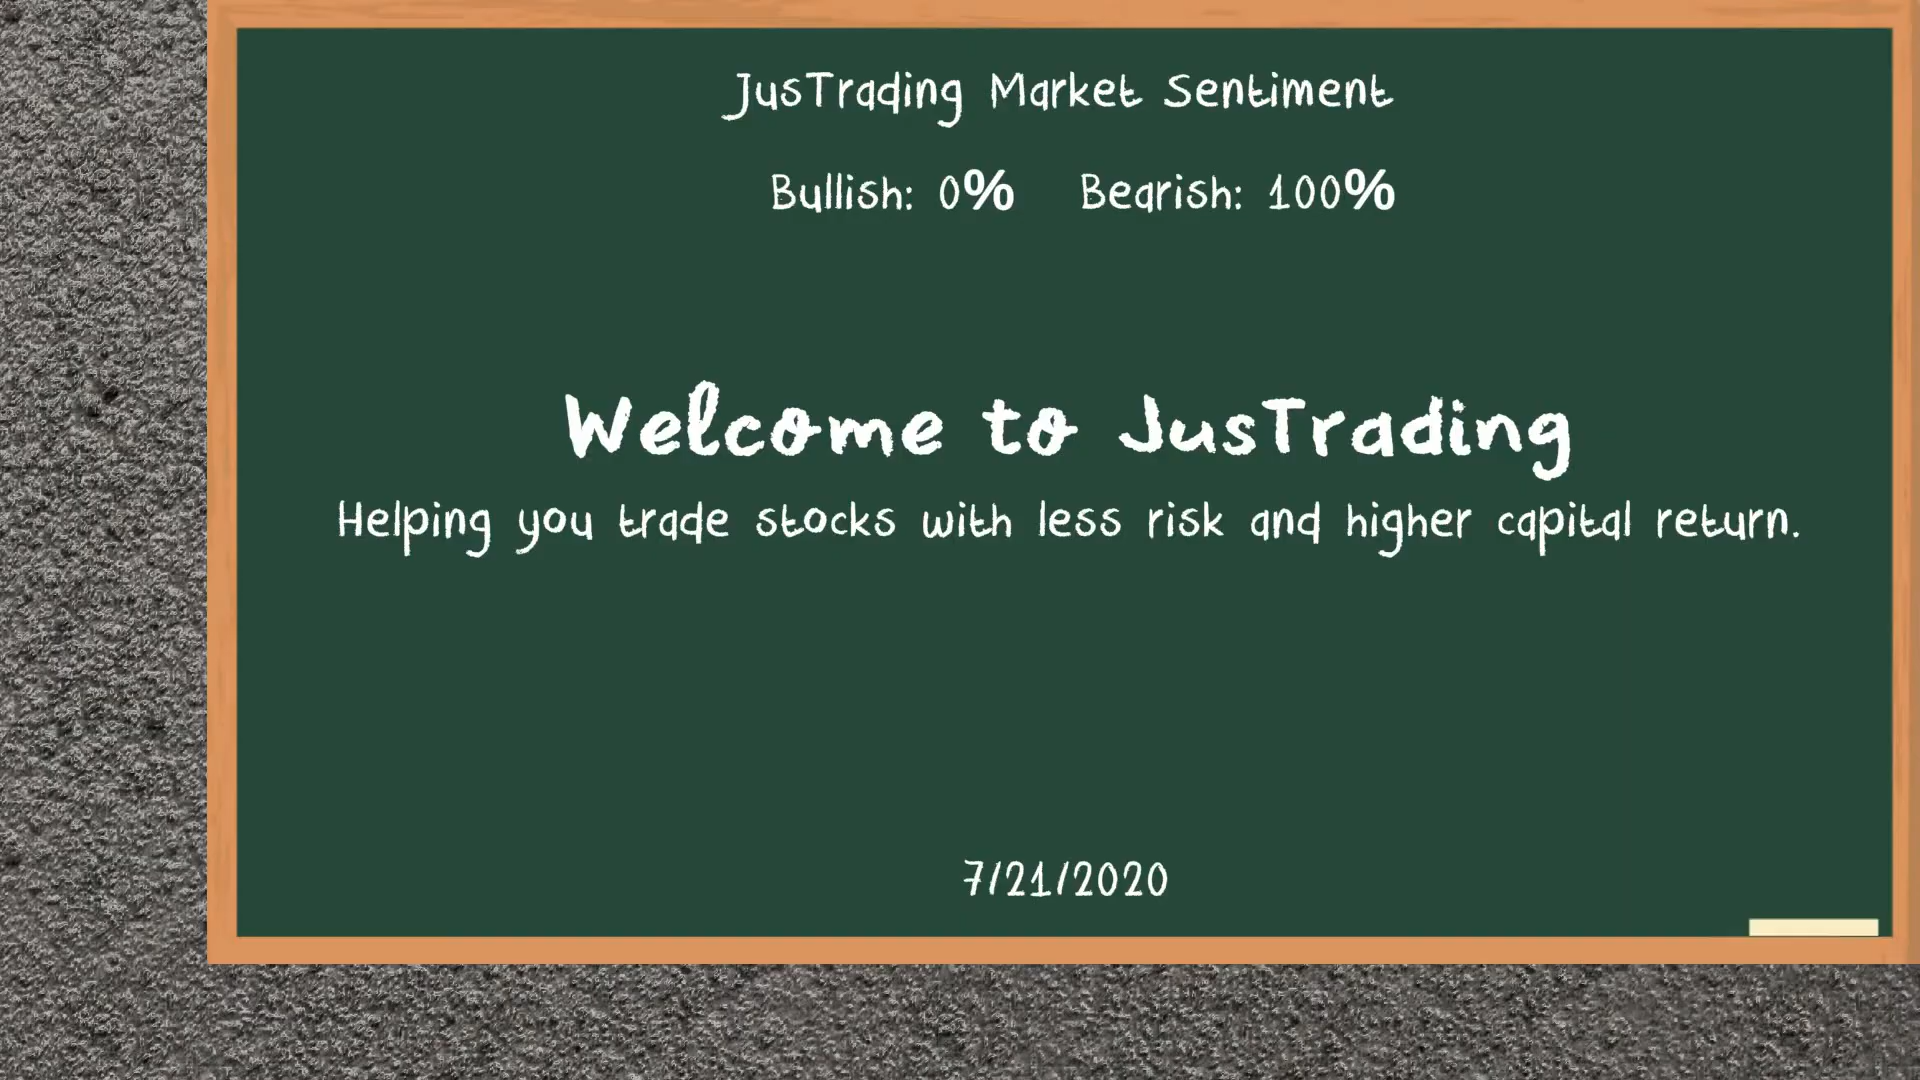 JusTrading Market Sentiment
Bullish: 0% Bearish: 100%
Welcome to JusTrading
Helping you trade stocks with less risk and higher capital return.
7/21/2020